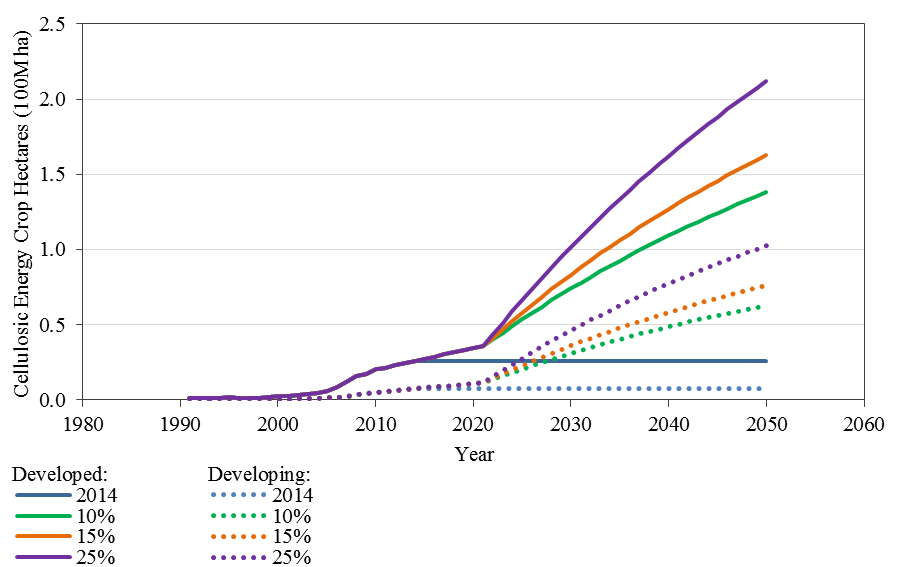 Cellulosic Energy Crop Hectares (100M ha)
2.5
2.0
1.5
1.0
0.5
0.0
1980 1990 2000 2010 2020 2030 2040 2050 2060
Year
Developed: Developing:
2014 2014
10% 10%
15% 15%
25% 25%